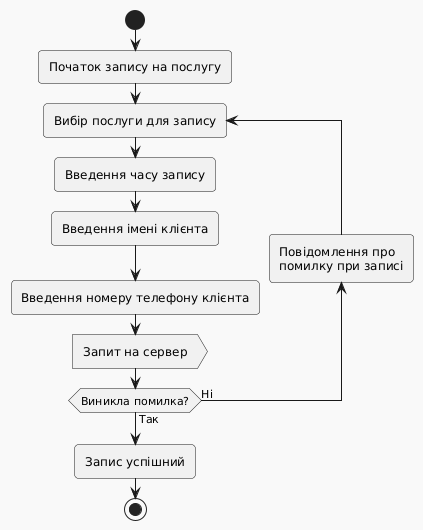 Початок запису на послугу
Вибір послуги для запису
Введення часу запису
Введення імені клієнта
Повідомлення про
помилку при записі
Введення номеру телефону клієнта
Запит на сервер
Виникла помилка?
Ні
Так
Запис успішний